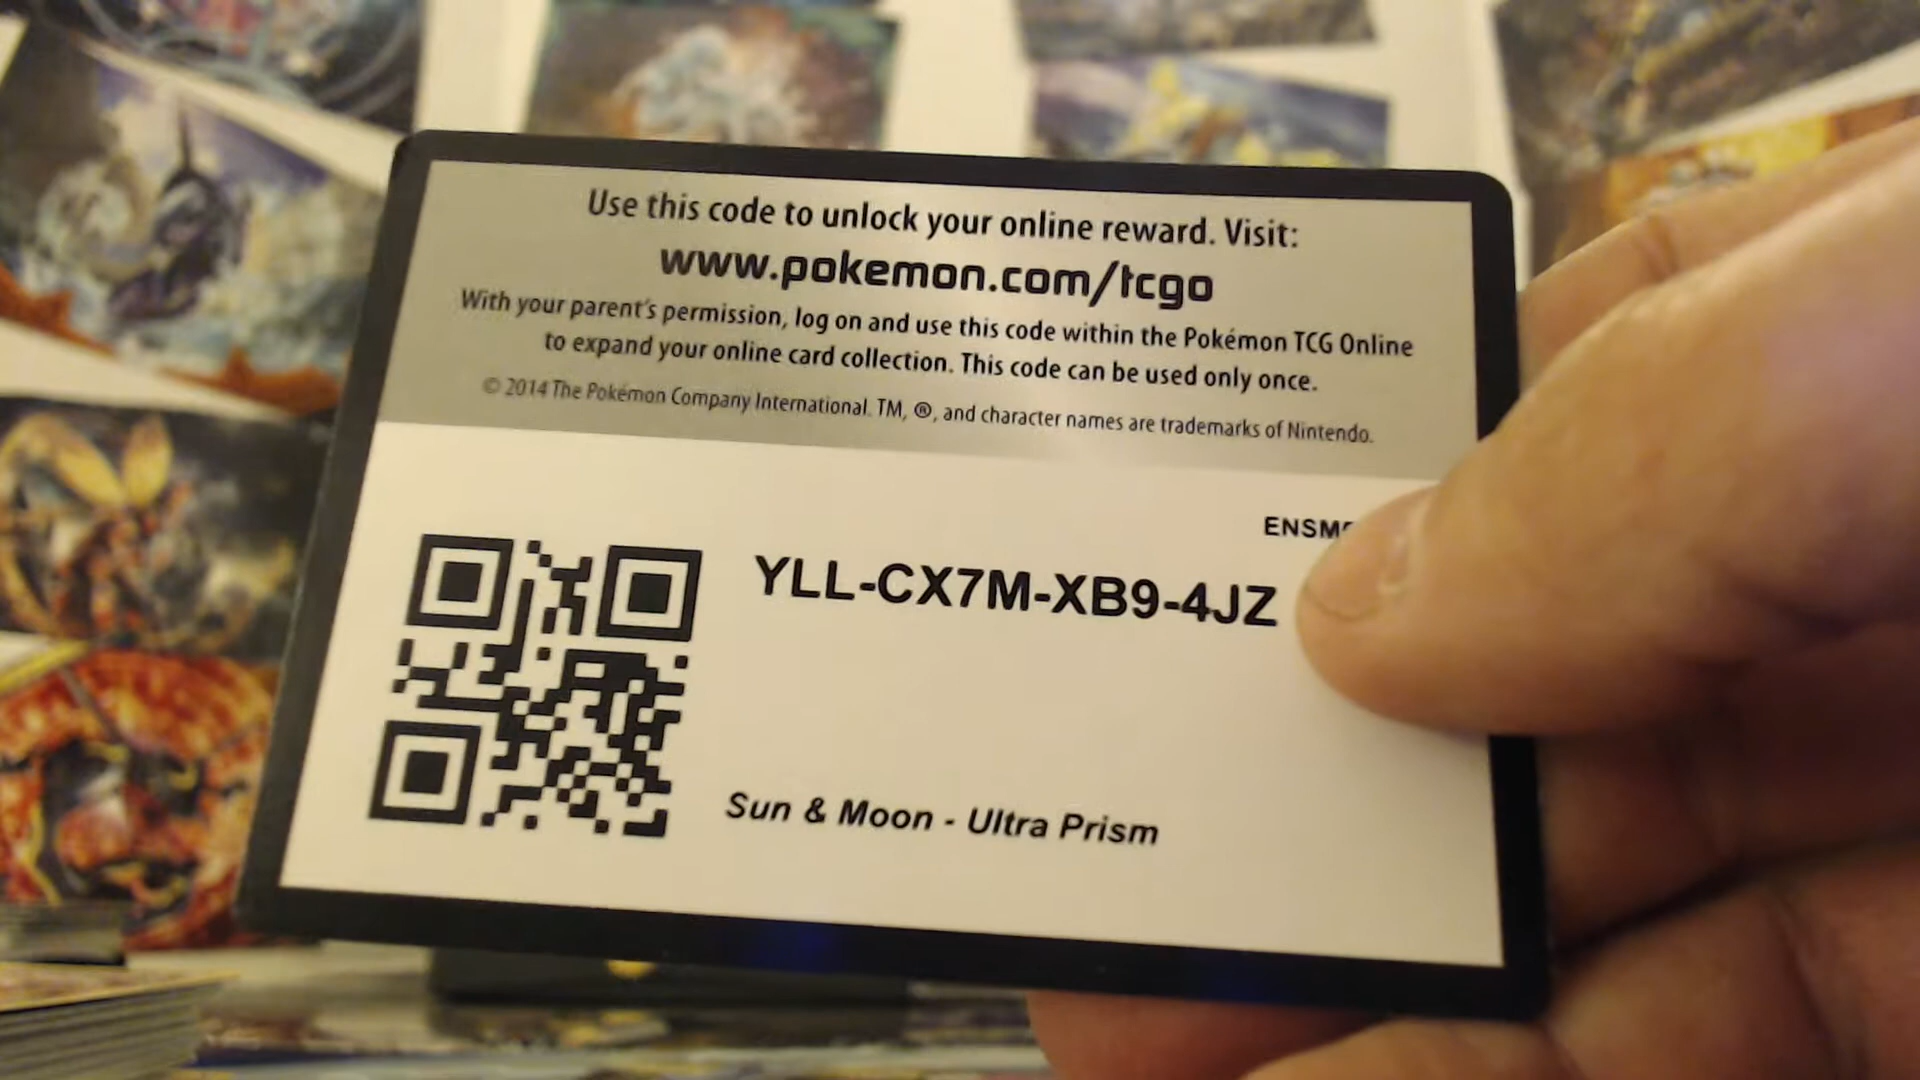 Use this code to unlock your online reward. Visit:
www.pokemon.com/tcgo
With your parent's permission, log on and use this code within the Pokémon TCG Online
to expand your online card collection. This code can be used only once.
© 2014 The Pokémon Company International. TM, ®, and character names are trademarks of Nintendo.
YLL-CX7M-XB9-4JZ
Sun & Moon - Ultra Prism